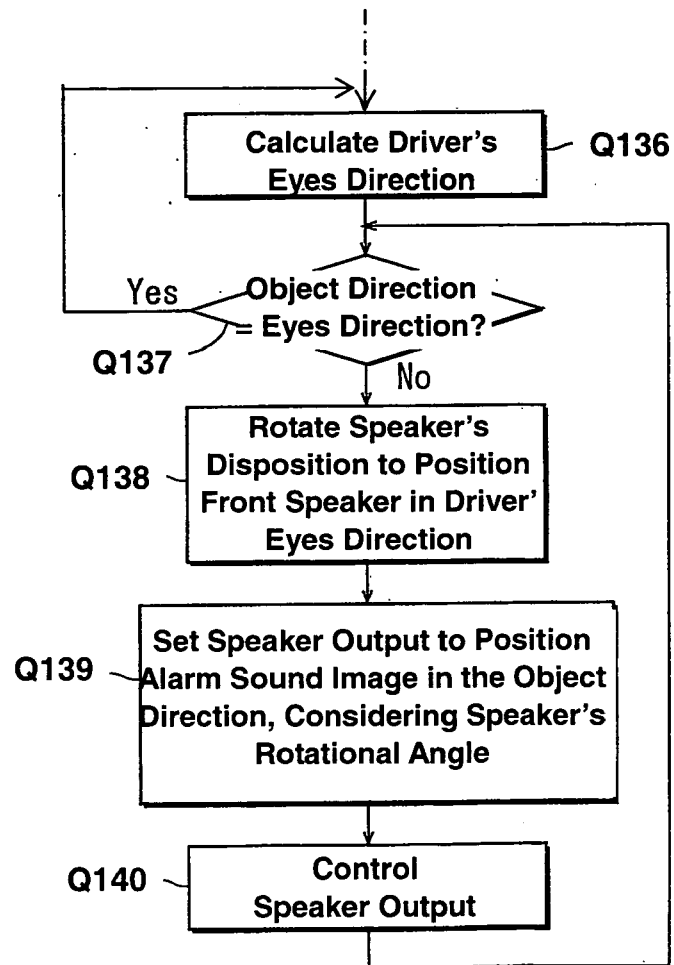 Calculate Driver's
Eyes Direction
Q136
Yes
Object Direction
= Eyes Direction?
Q137
No
Rotate Speaker's
Disposition to Position
Front Speaker in Driver'
Eyes Direction
Q138
Set Speaker Output to Position
Alarm Sound Image in the Object
Direction, Considering Speaker's
Rotational Angle
Q139
Control
Speaker Output
Q140